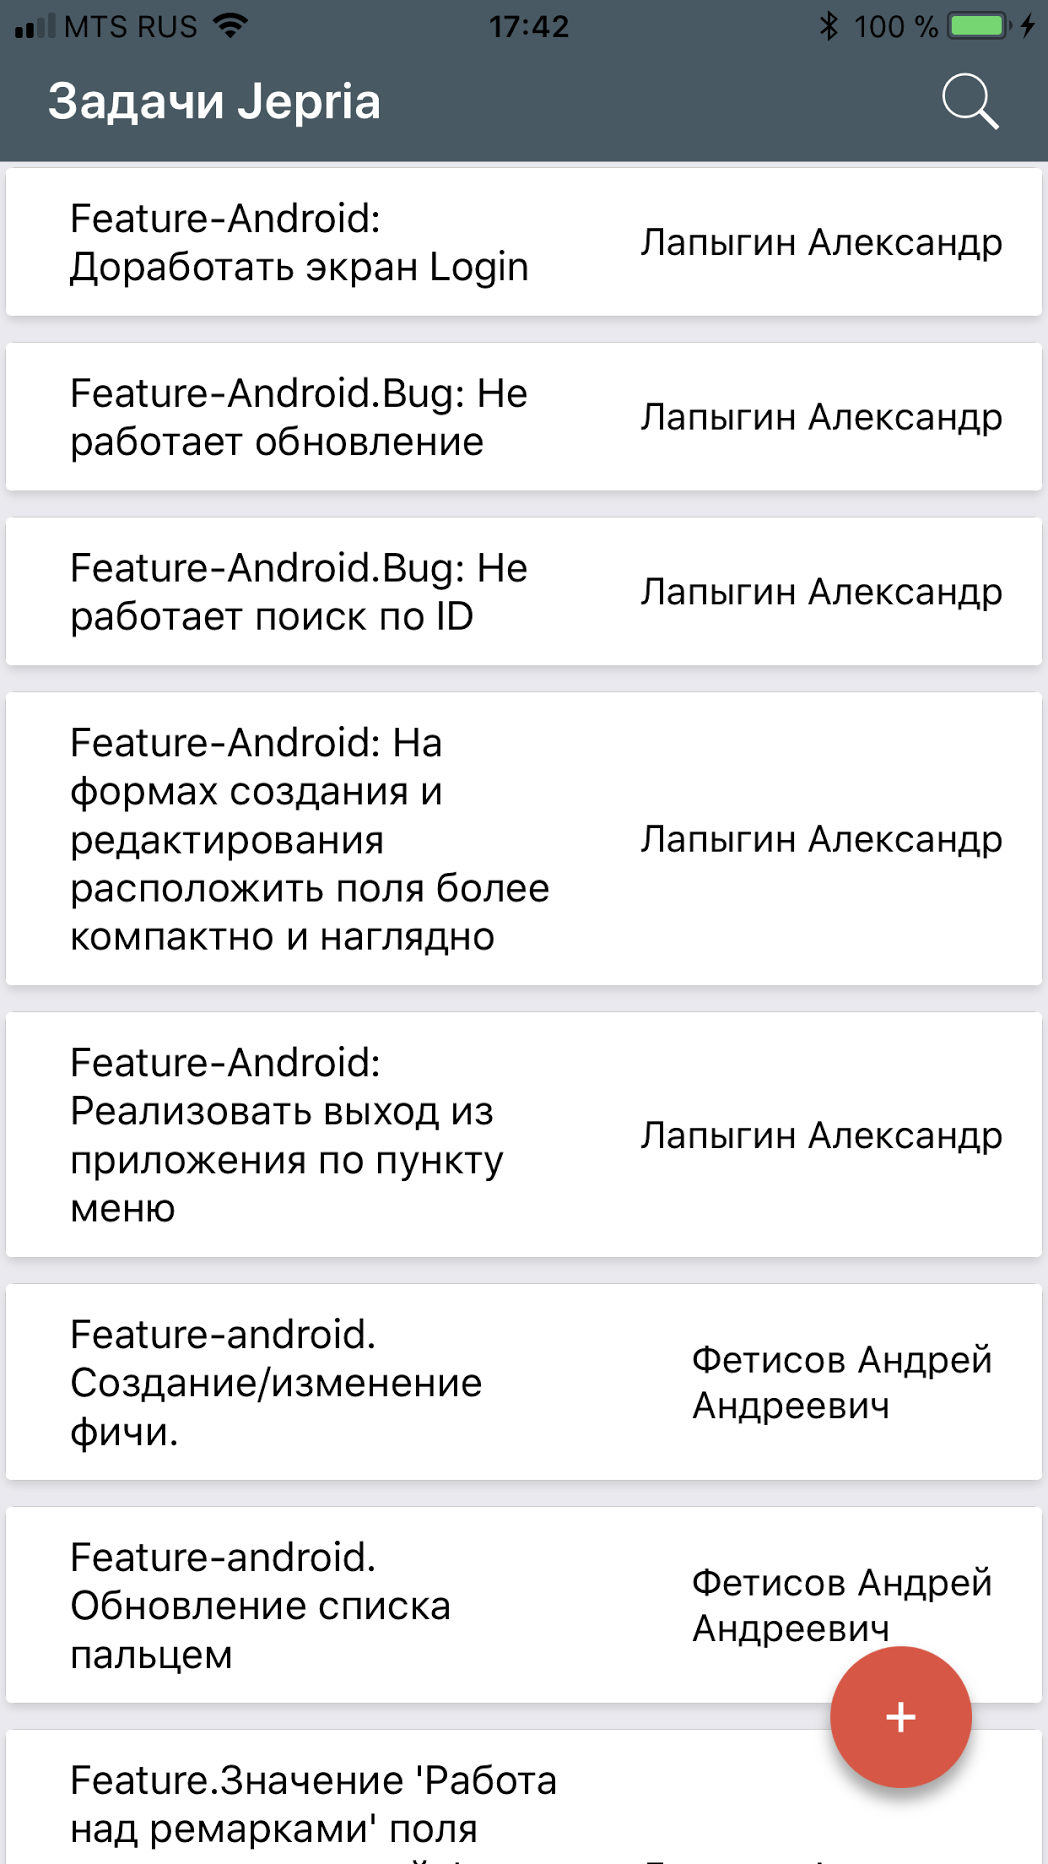 MTS RUS
17:42
100 %
Задачи Jepria
Feature-Android:
Доработать экран Login
Лапыгин Александр
Feature-Android.Bug: Не
работает обновление
Лапыгин Александр
Feature-Android.Bug: Не
работает поиск по ID
Лапыгин Александр
Feature-Android: На
формах создания и
редактирования
расположить поля более
компактно и наглядно
Лапыгин Александр
Feature-Android:
Реализовать выход из
приложения по пункту
меню
Лапыгин Александр
Feature-android.
Создание/изменение
фичи.
Фетисов Андрей
Андреевич
Feature-android.
Обновление списка
пальцем
Фетисов Андрей
Андреевич
+
Feature.Значение 'Работа
над ремарками' поля